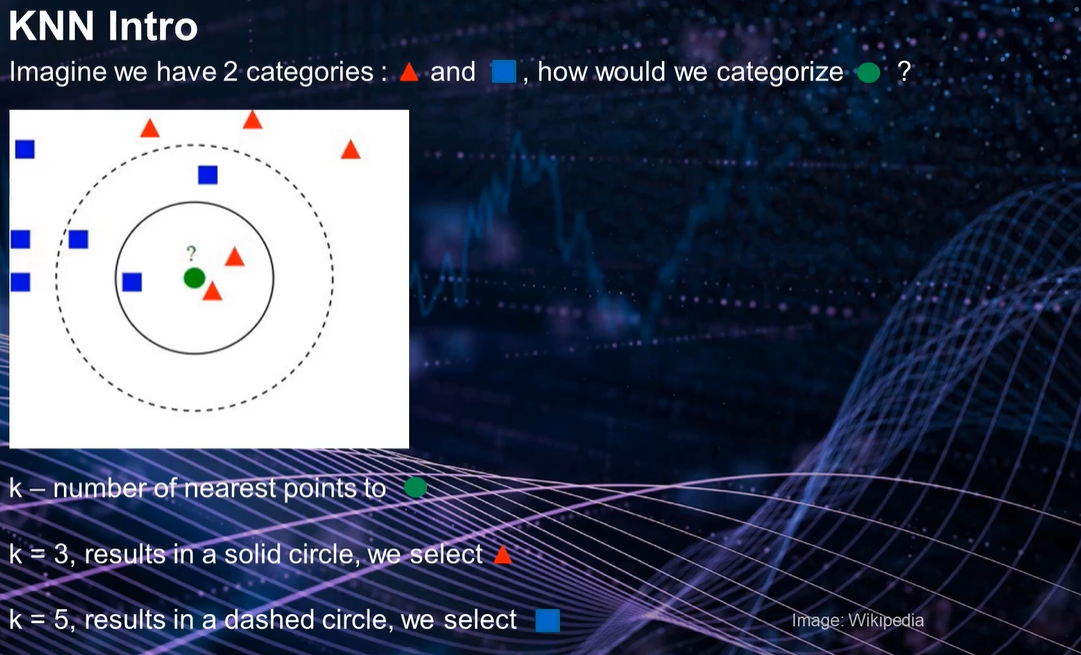 KNN Intro
Imagine we have 2 categories : and , how would we categorize ?
?
k – number of nearest points to
k = 3, results in a solid circle, we select
k = 5, results in a dashed circle, we select
Image: Wikipedia